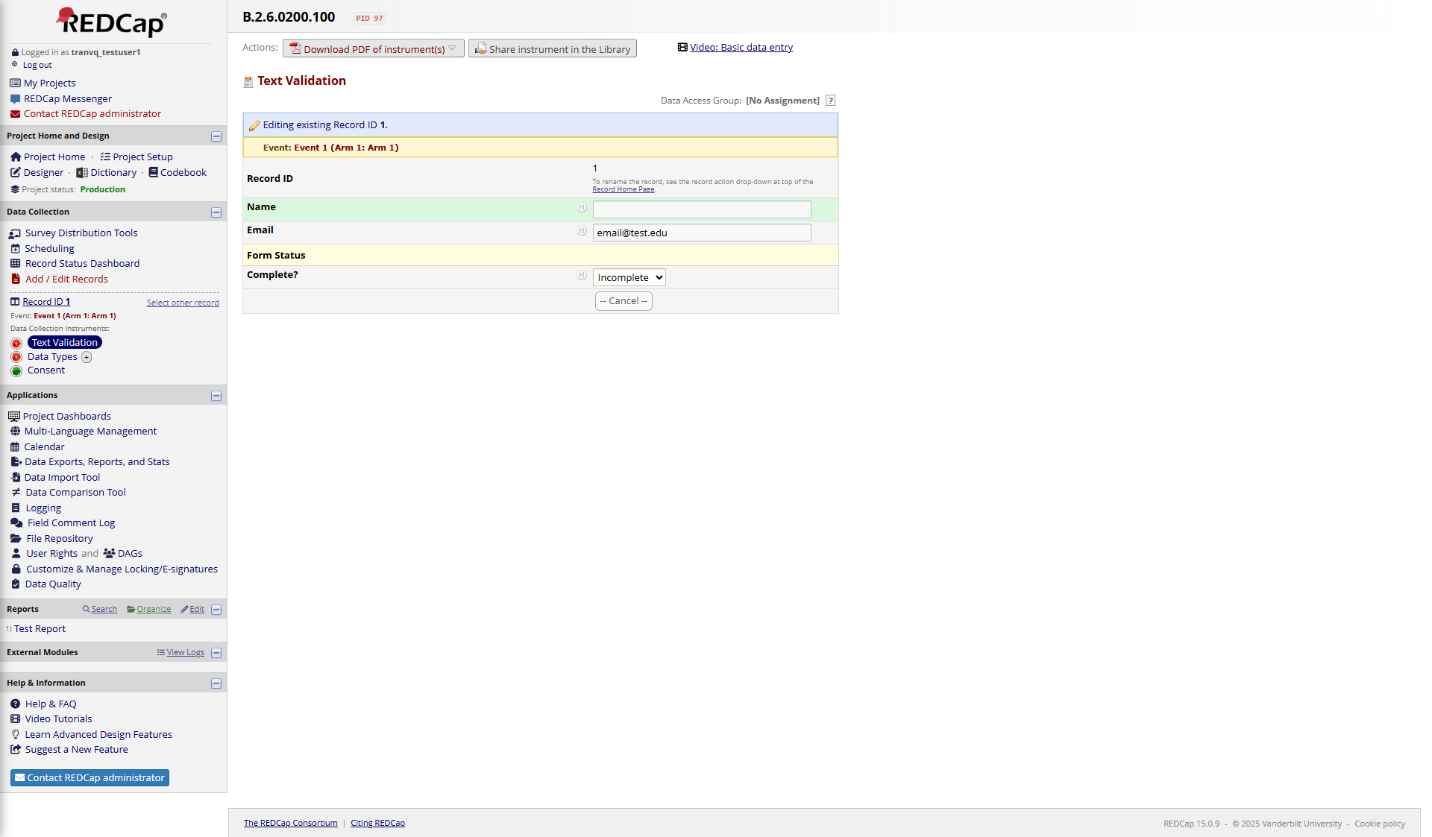 REDCap®
Logged in as tranvq_testuser1
Log out
My Projects
REDCap Messenger
Contact REDCap administrator
Project Home and Design
Project Home · Project Setup
Designer · Dictionary · Codebook
Project status: Production
Data Collection
Survey Distribution Tools
Scheduling
Record Status Dashboard
Add / Edit Records
Record ID 1 Select other record
Event: Event 1 (Arm 1: Arm 1)
Data Collection Instruments:
Text Validation
Data Types +
Consent
Applications
Project Dashboards
Multi-Language Management
Calendar
Data Exports, Reports, and Stats
Data Import Tool
Data Comparison Tool
Logging
Field Comment Log
File Repository
User Rights and DAGs
Customize & Manage Locking/E-signatures
Data Quality
Reports Search Organize Edit
1) Test Report
External Modules View Logs
Help & Information
Help & FAQ
Video Tutorials
Learn Advanced Design Features
Suggest a New Feature
Contact REDCap administrator
B.2.6.0200.100 PID 97
Actions: Download PDF of instrument(s) Share instrument in the Library Video: Basic data entry
Text Validation
Data Access Group: [No Assignment] ?
Editing existing Record ID 1.
Event: Event 1 (Arm 1: Arm 1)
Record ID 1
To rename the record, see the record action drop-down at top of the
Record Home Page.
Name H
Email H email@test.edu
Form Status
Complete? H Incomplete
-- Cancel --
The REDCap Consortium | Citing REDCap
REDCap 15.0.9 - © 2025 Vanderbilt University - Cookie policy